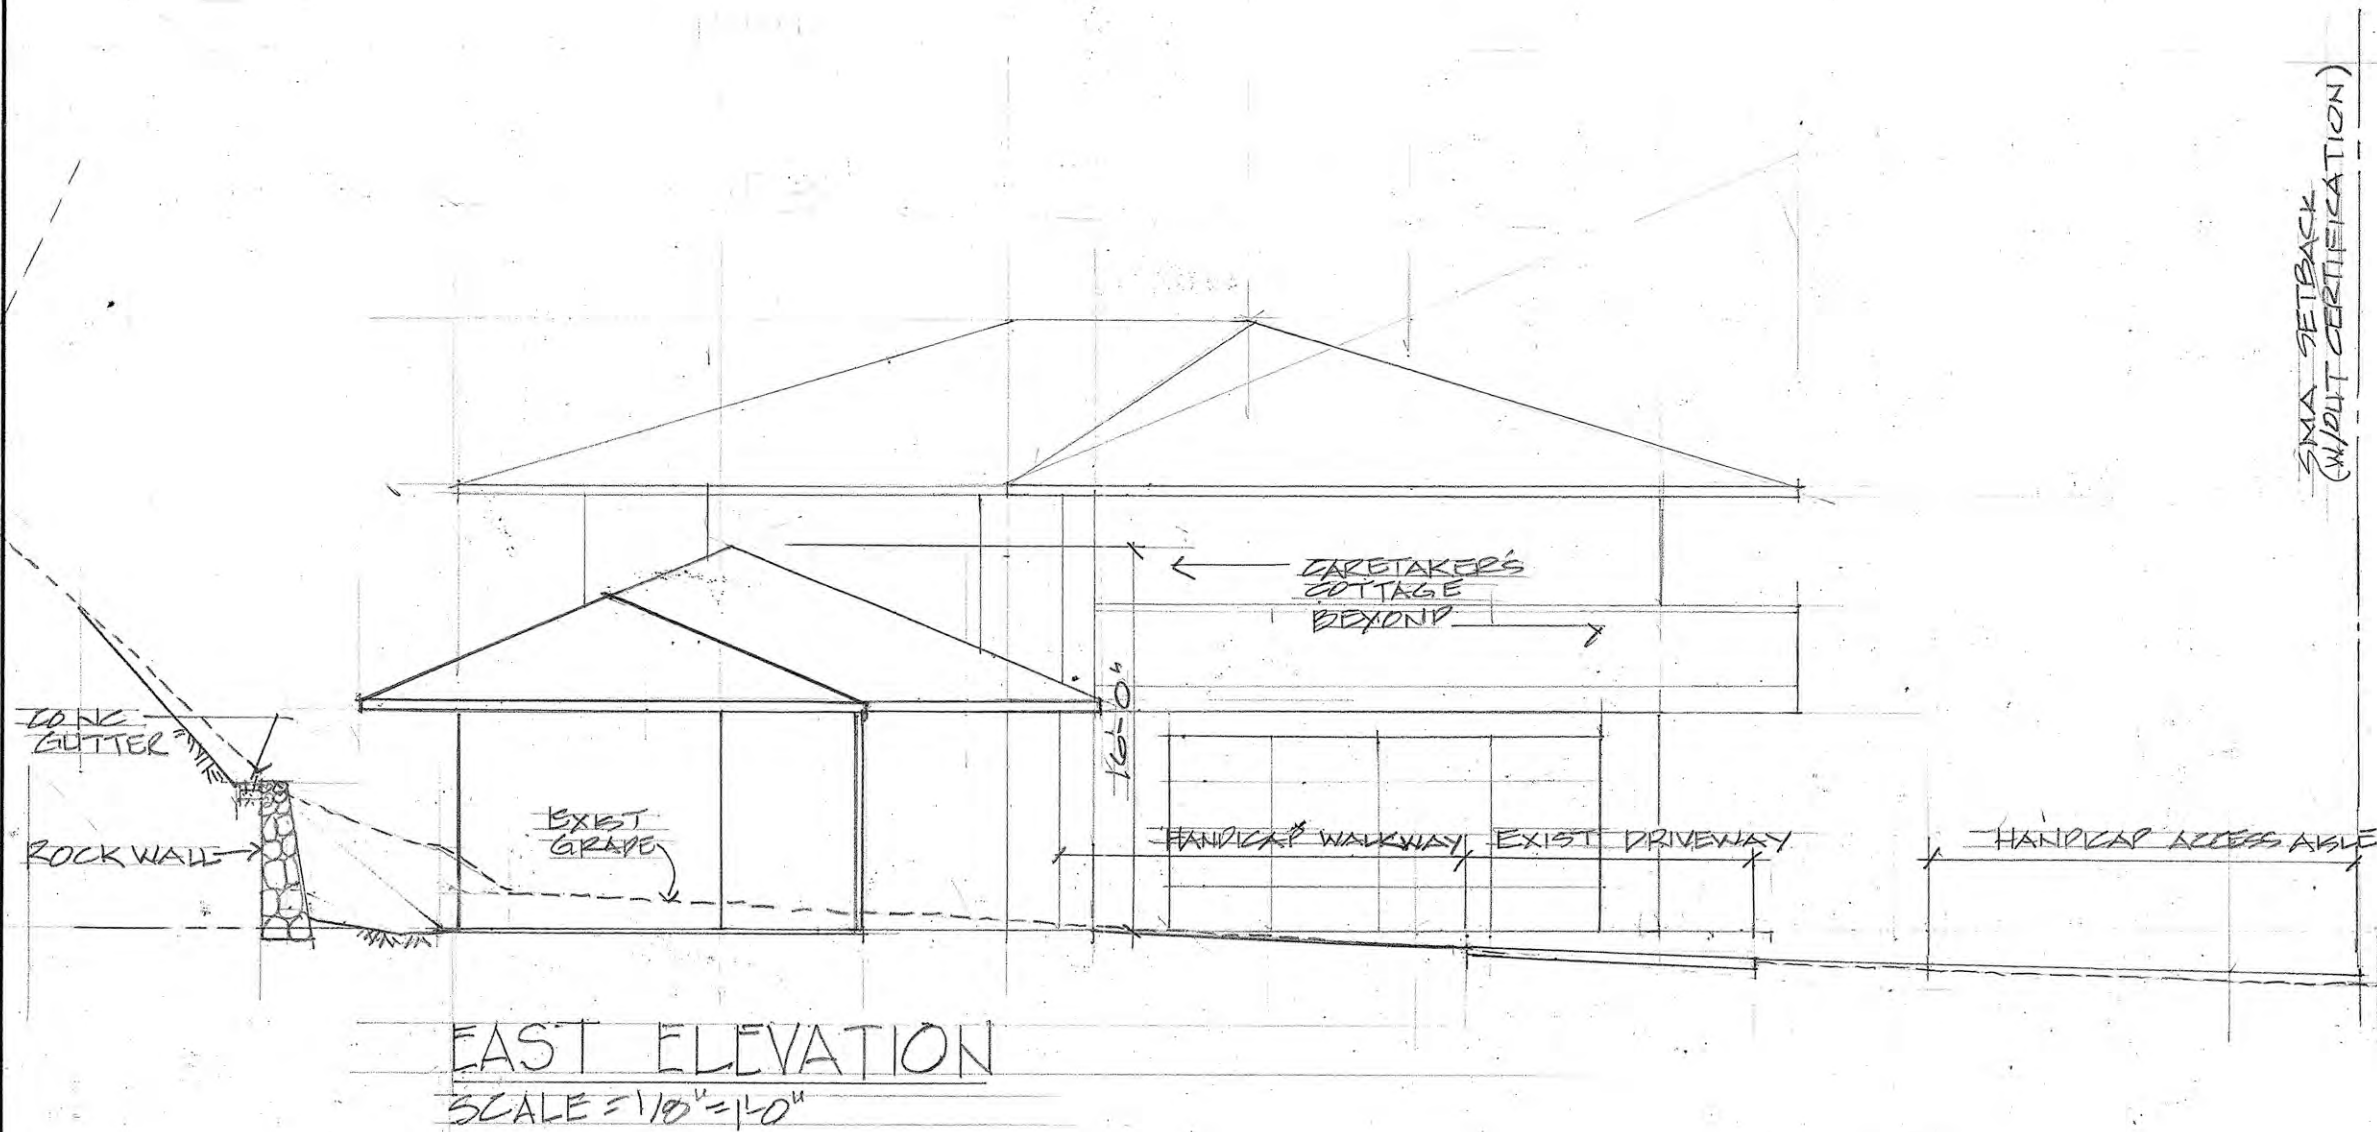 SMA SETBACK
(W/OUT CERTIFICATION)
CARETAKER'S
COTTAGE
BEYOND
16'-0"
CONC
GUTTER
ROCK WALL
EXIST
GRADE
HANDICAP WALKWAY
EXIST DRIVEWAY
HANDICAP ACCESS AISLE
EAST ELEVATION
SCALE = 1/8" = 1'-0"